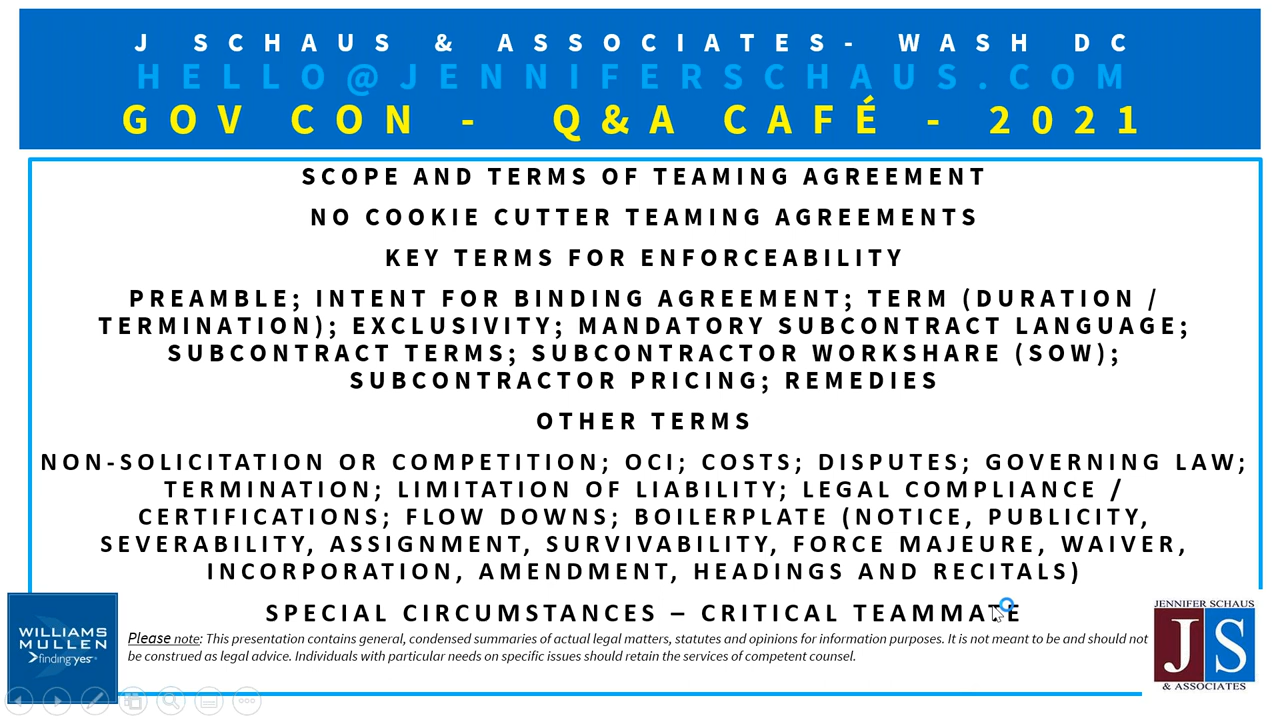 J SCHAUS & ASSOCIATES- WASH DC
HELLO@JENNIFERSCHAUS.COM
GOV CON - Q&A CAFÉ - 2021
SCOPE AND TERMS OF TEAMING AGREEMENT
NO COOKIE CUTTER TEAMING AGREEMENTS
KEY TERMS FOR ENFORCEABILITY
PREAMBLE; INTENT FOR BINDING AGREEMENT; TERM (DURATION /
TERMINATION); EXCLUSIVITY; MANDATORY SUBCONTRACT LANGUAGE;
SUBCONTRACT TERMS; SUBCONTRACTOR WORKSHARE (SOW);
SUBCONTRACTOR PRICING; REMEDIES
OTHER TERMS
NON-SOLICITATION OR COMPETITION; OCI; COSTS; DISPUTES; GOVERNING LAW;
TERMINATION; LIMITATION OF LIABILITY; LEGAL COMPLIANCE /
CERTIFICATIONS; FLOW DOWNS; BOILERPLATE (NOTICE, PUBLICITY,
SEVERABILITY, ASSIGNMENT, SURVIVABILITY, FORCE MAJEURE, WAIVER,
INCORPORATION, AMENDMENT, HEADINGS AND RECITALS)
SPECIAL CIRCUMSTANCES – CRITICAL TEAMMATE
Please note: This presentation contains general, condensed summaries of actual legal matters, statutes and opinions for information purposes. It is not meant to be and should not
be construed as legal advice. Individuals with particular needs on specific issues should retain the services of competent counsel.
WILLIAMS
MULLEN
finding yes
JENNIFER SCHAUS
J S
& ASSOCIATES